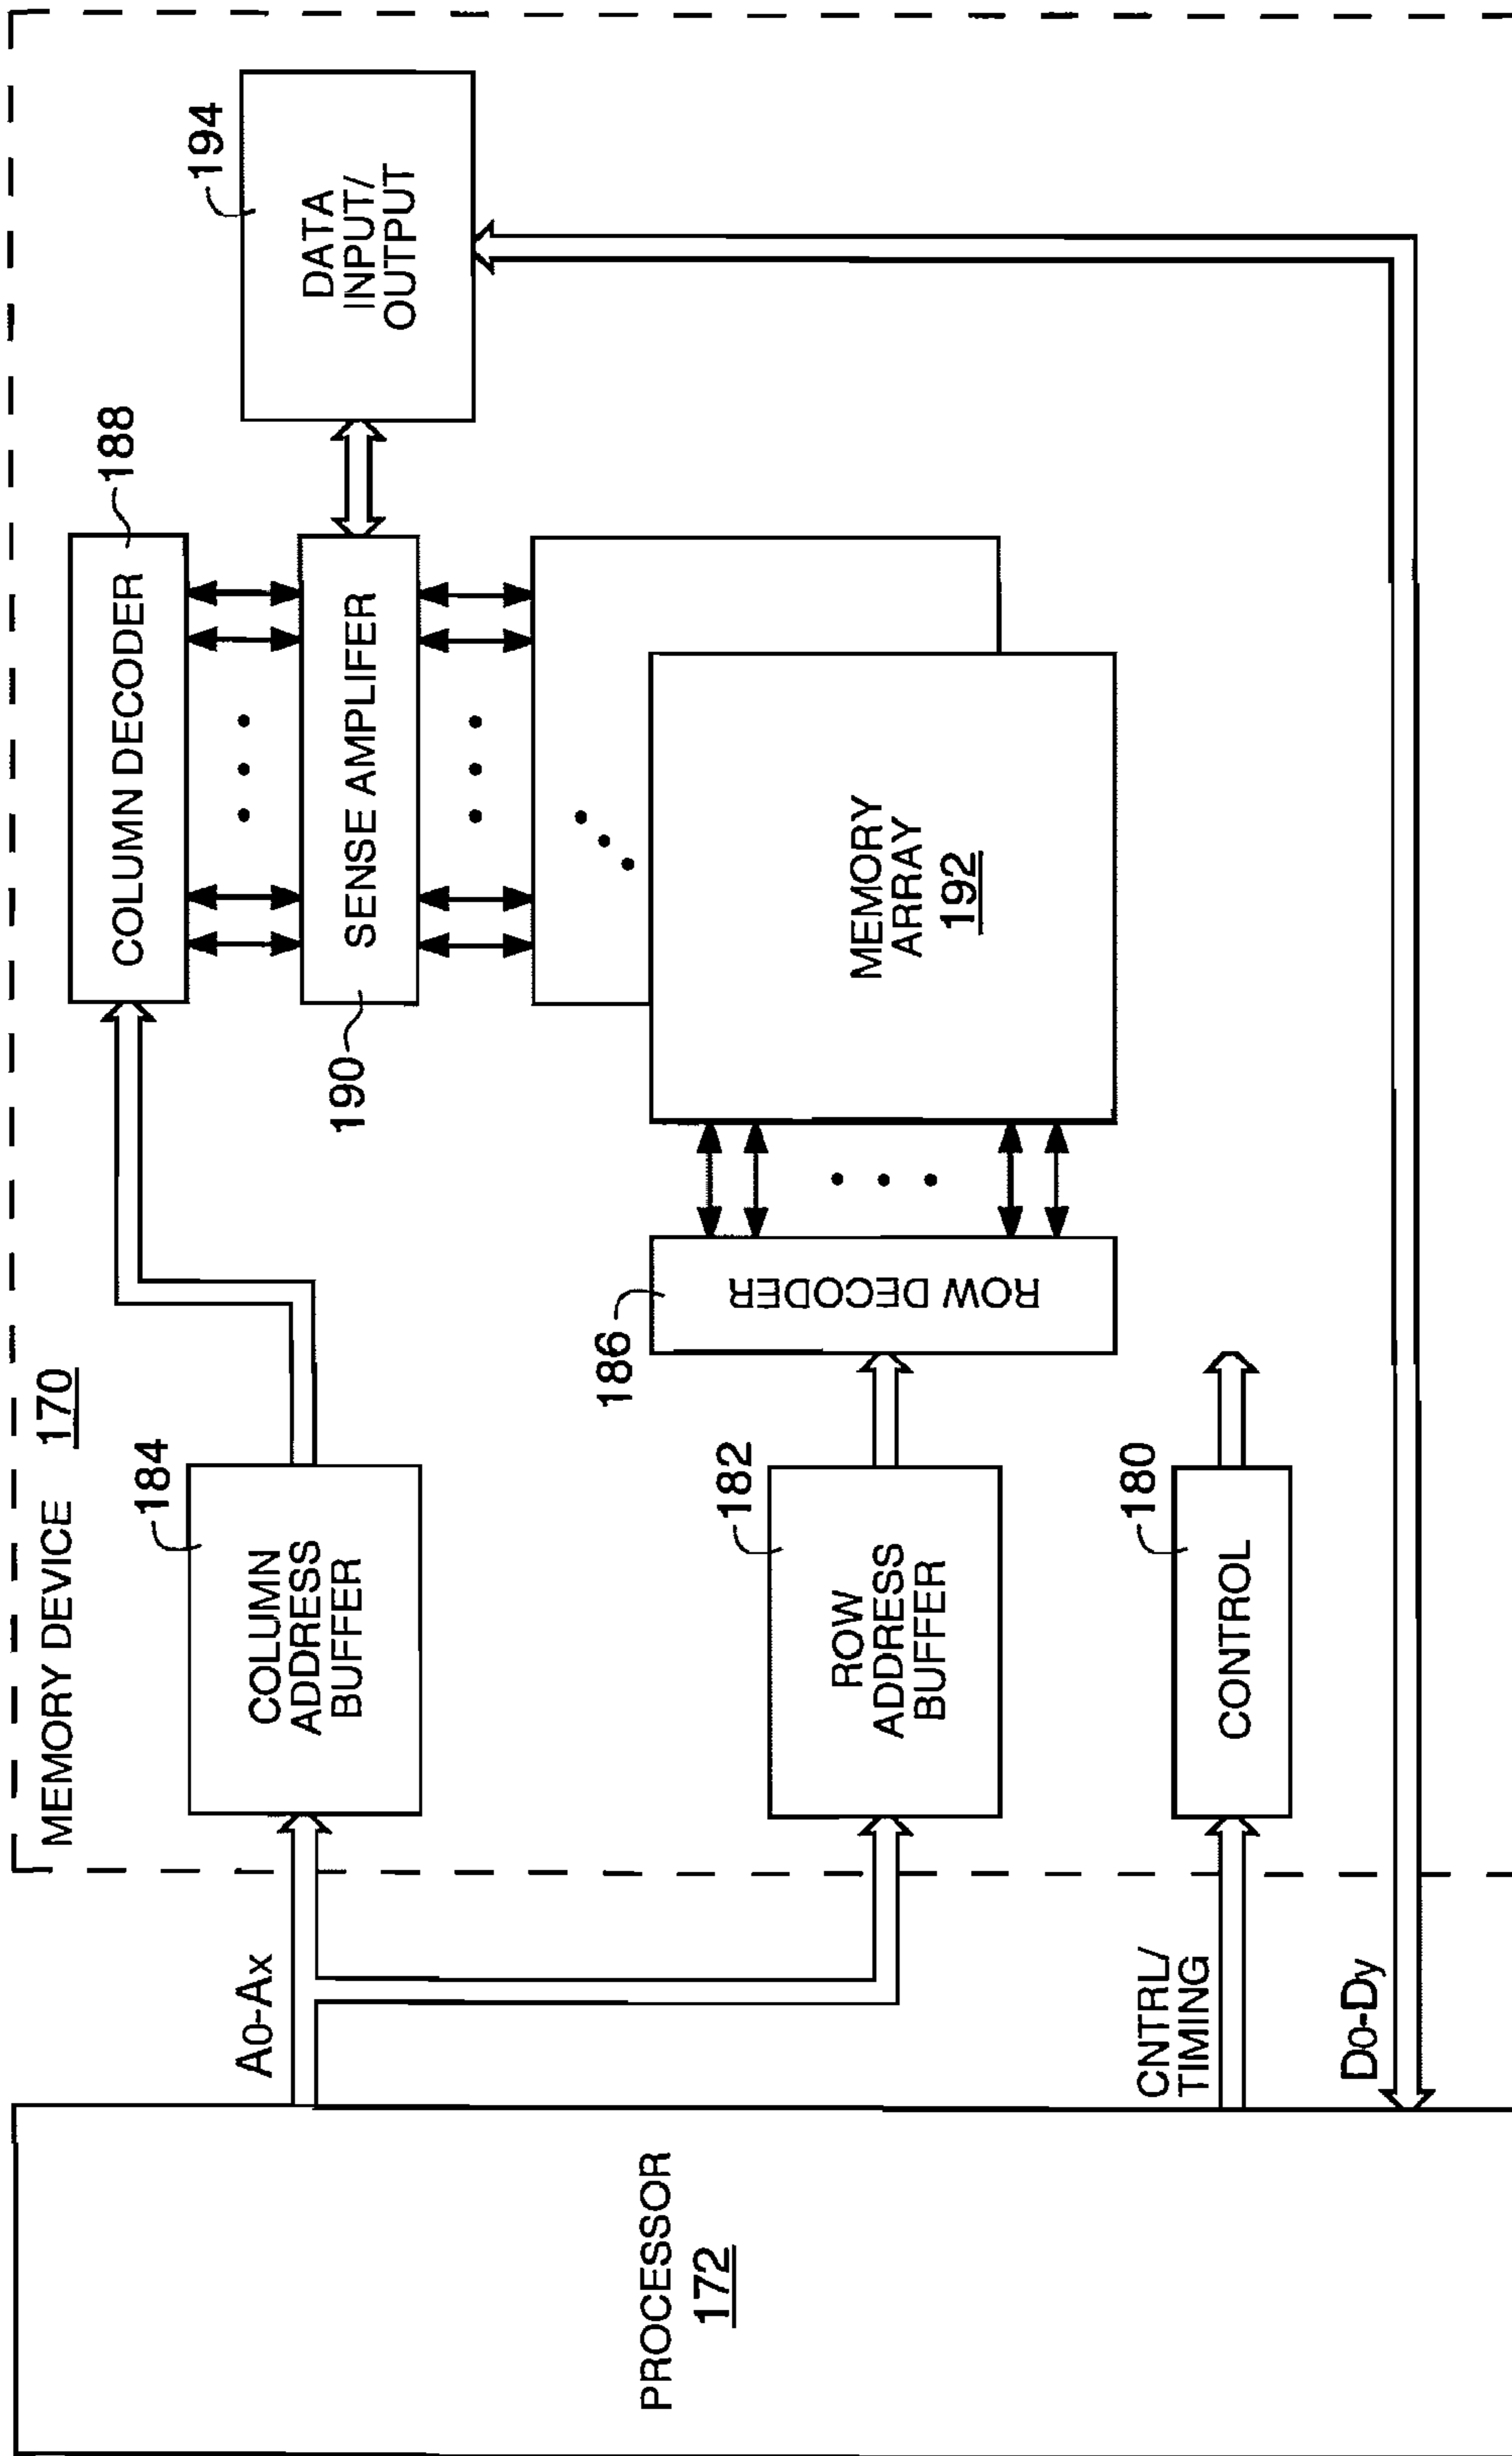 MEMORY DEVICE 170
PROCESSOR
172
A0-Ax
CNTRL/
TIMING
D0-Dy
184
COLUMN
ADDRESS
BUFFER
182
ROW
ADDRESS
BUFFER
180
CONTROL
186
ROW DECODER
188
COLUMN DECODER
190
SENSE AMPLIFER
MEMORY
ARRAY
192
194
DATA
INPUT/
OUTPUT